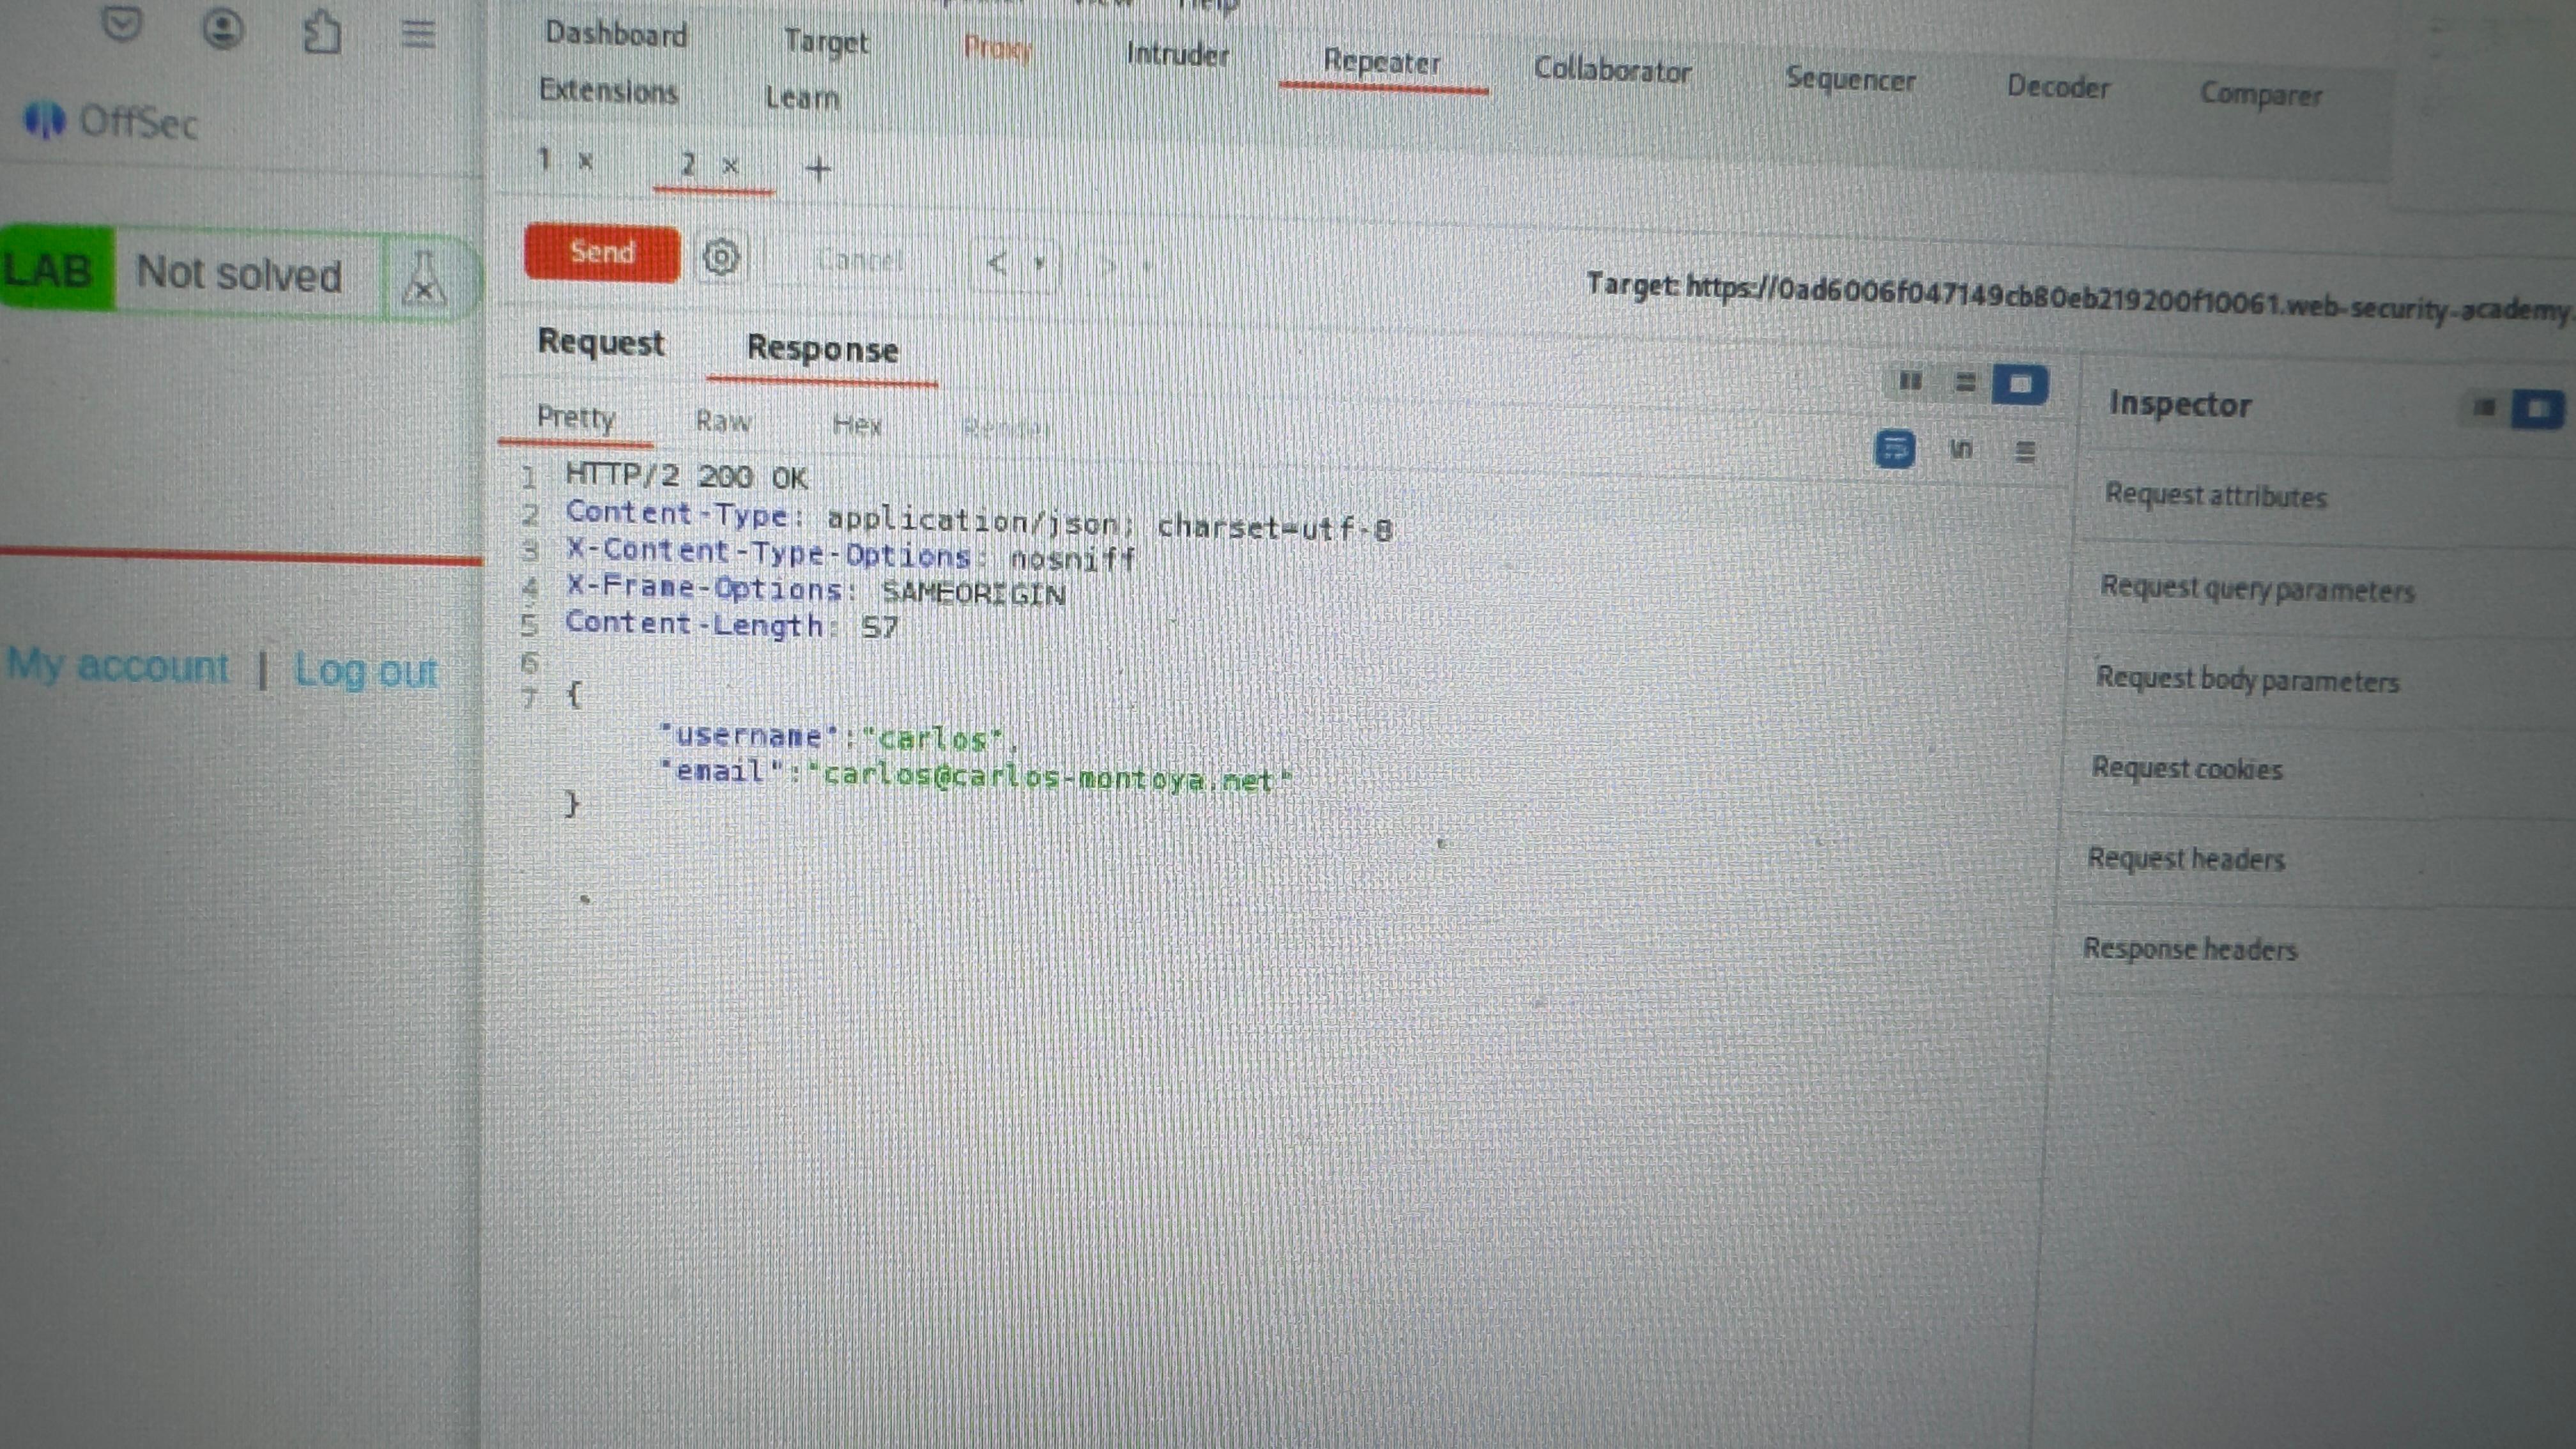 Help
Dashboard Target Proxy Intruder Repeater Collaborator Sequencer Decoder Comparer
Extensions Learn
OffSec
1 × 2 × +
LAB Not solved
Send Cancel < >
Target: https://0ad6006f047149cb80eb219200f10061.web-security-academy.
Request Response
Inspector
Pretty Raw Hex Render
\n
1 HTTP/2 200 OK
2 Content-Type: application/json; charset=utf-8
3 X-Content-Type-Options: nosniff
4 X-Frame-Options: SAMEORIGIN
5 Content-Length: 57
6
7 {
"username":"carlos",
"email":"carlos@carlos-montoya.net"
}
My account | Log out
Request attributes
Request query parameters
Request body parameters
Request cookies
Request headers
Response headers